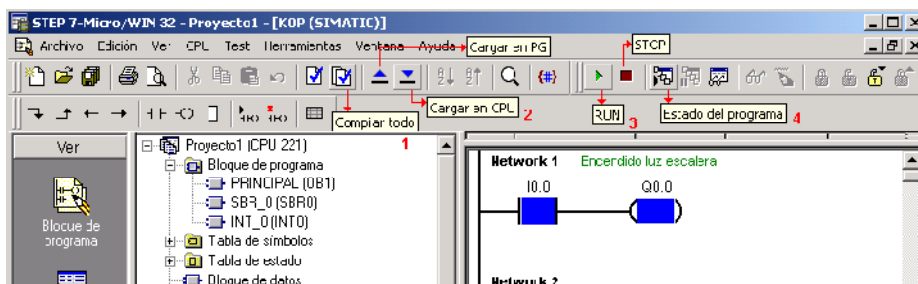 STEP 7-Micro/WIN 32 - Proyecto1 - [KOP (SIMATIC)]
Archivo Edición Ver CPU Test Herramientas Ventana Ayuda
Cargar en PG
STOP
Cargar en CPU 2
RUN 3
Estado del programa 4
Compilar todo
1
Ver
Proyecto1 (CPU 221)
Bloque de programa
PRINCIPAL (OB1)
SBR_0 (SBR0)
INT_0 (INT0)
Tabla de símbolos
Tabla de estado
Bloque de datos
Bloque de programa
Network 1 Encendido luz escalera
I0.0 Q0.0
Network 2